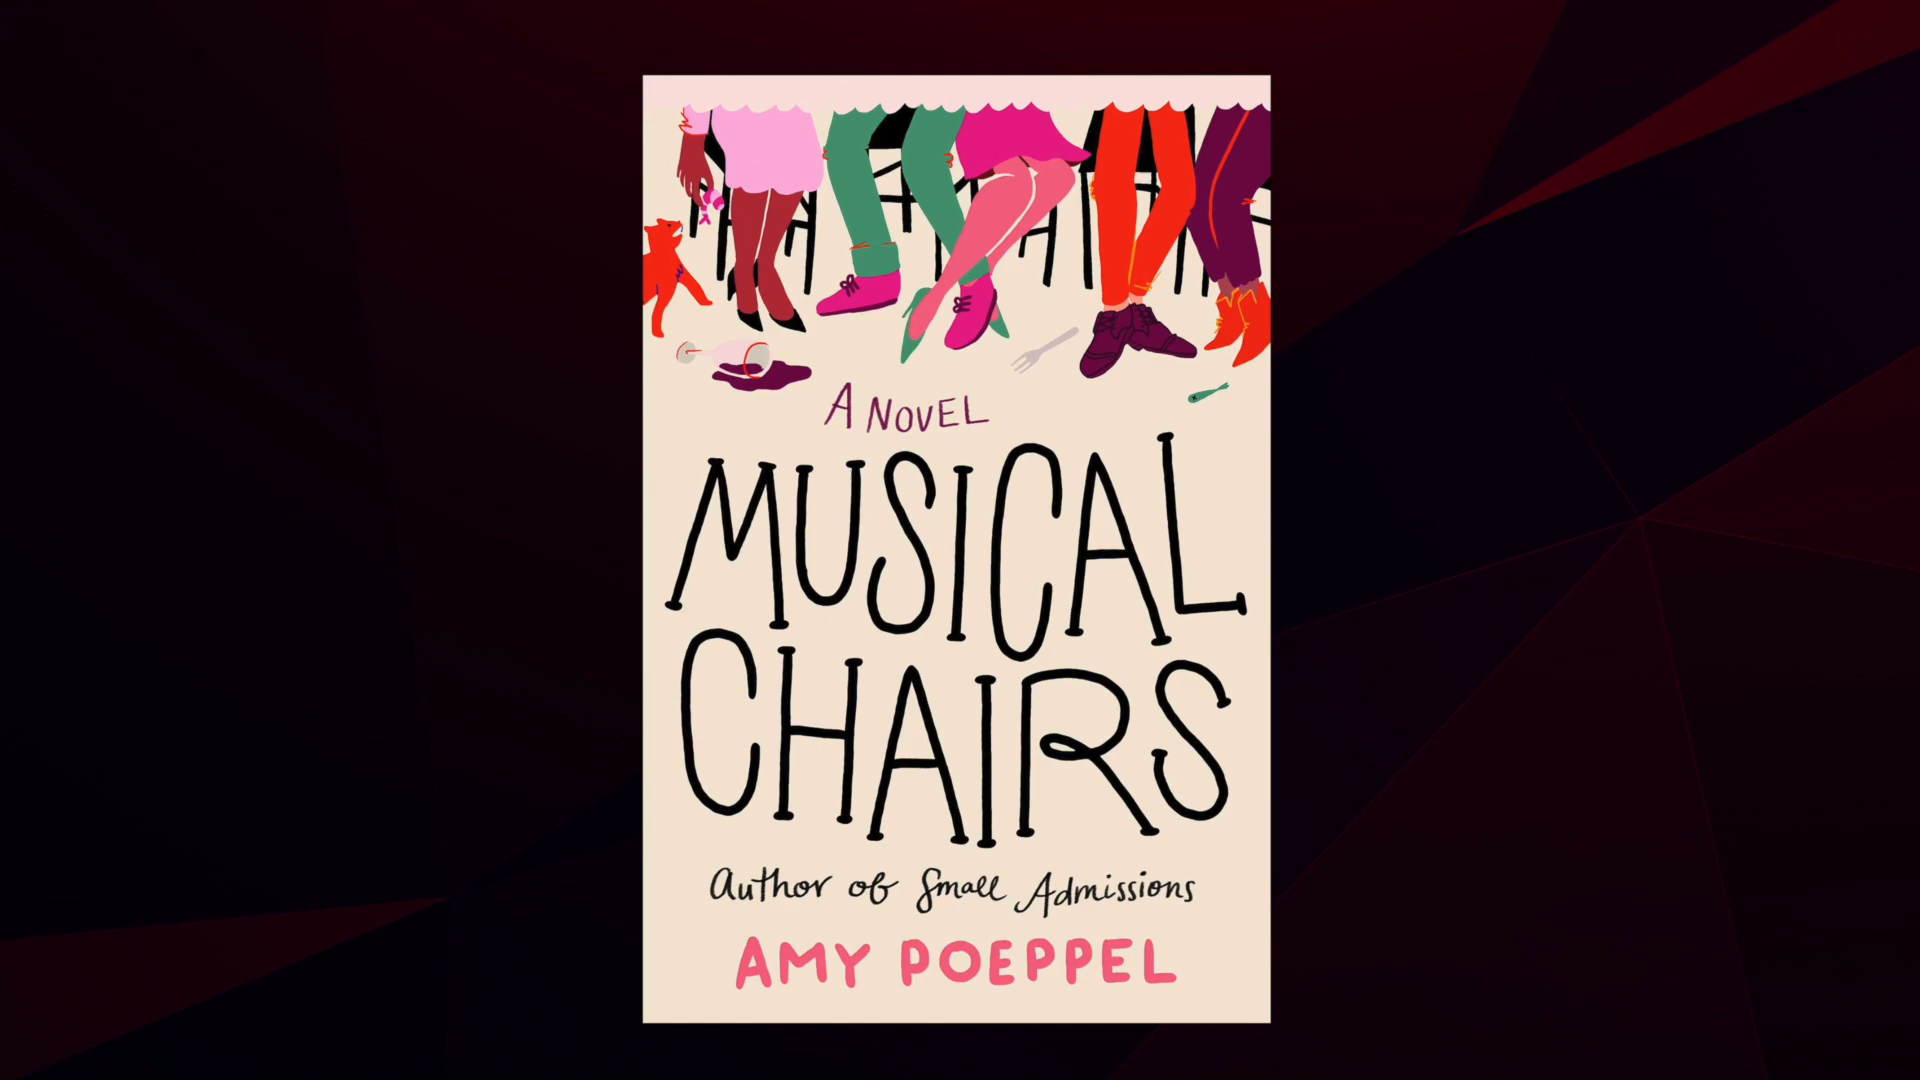 A NOVEL
MUSICAL
CHAIRS
Author of Small Admissions
AMY POEPPEL